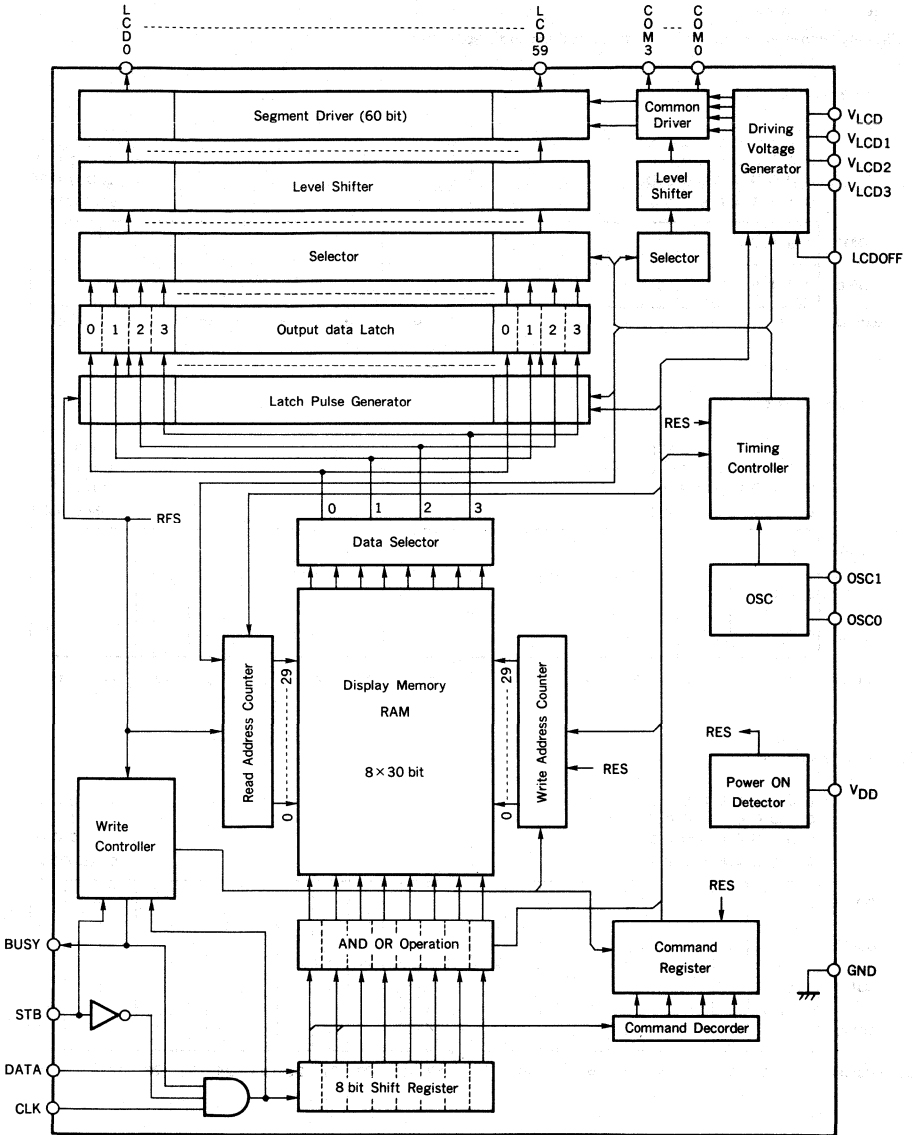 LCD0
LCD59
COM3
COM0
Segment Driver (60 bit)
Common Driver
Driving Voltage Generator
VLCD
VLCD1
VLCD2
VLCD3
Level Shifter
Level Shifter
Selector
Selector
LCDOFF
0 1 2 3
Output data Latch
0 1 2 3
Latch Pulse Generator
RES
Timing Controller
0 1 2 3
RES
Data Selector
OSC
OSC1
OSC0
Read Address Counter
29
0
Display Memory
RAM
8×30 bit
29
0
Write Address Counter
RES
RES
Power ON Detector
VDD
Write Controller
RES
BUSY
AND OR Operation
Command Register
GND
STB
Command Decorder
DATA
8 bit Shift Register
CLK